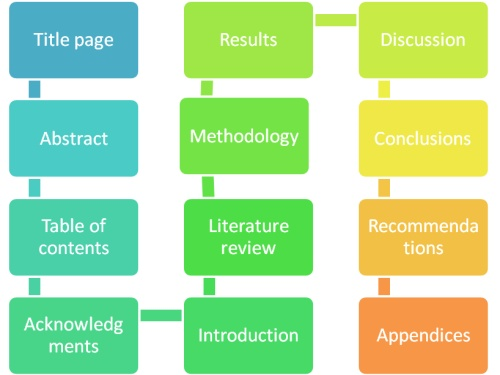 Title page
Abstract
Table of
contents
Acknowledg
ments
Introduction
Literature
review
Methodology
Results
Discussion
Conclusions
Recommenda
tions
Appendices